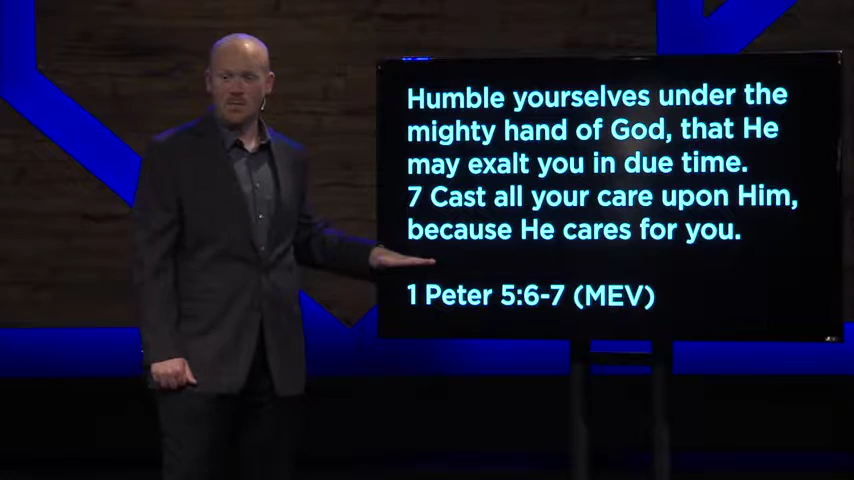 Humble yourselves under the
mighty hand of God, that He
may exalt you in due time.
7 Cast all your care upon Him,
because He cares for you.
1 Peter 5:6-7 (MEV)